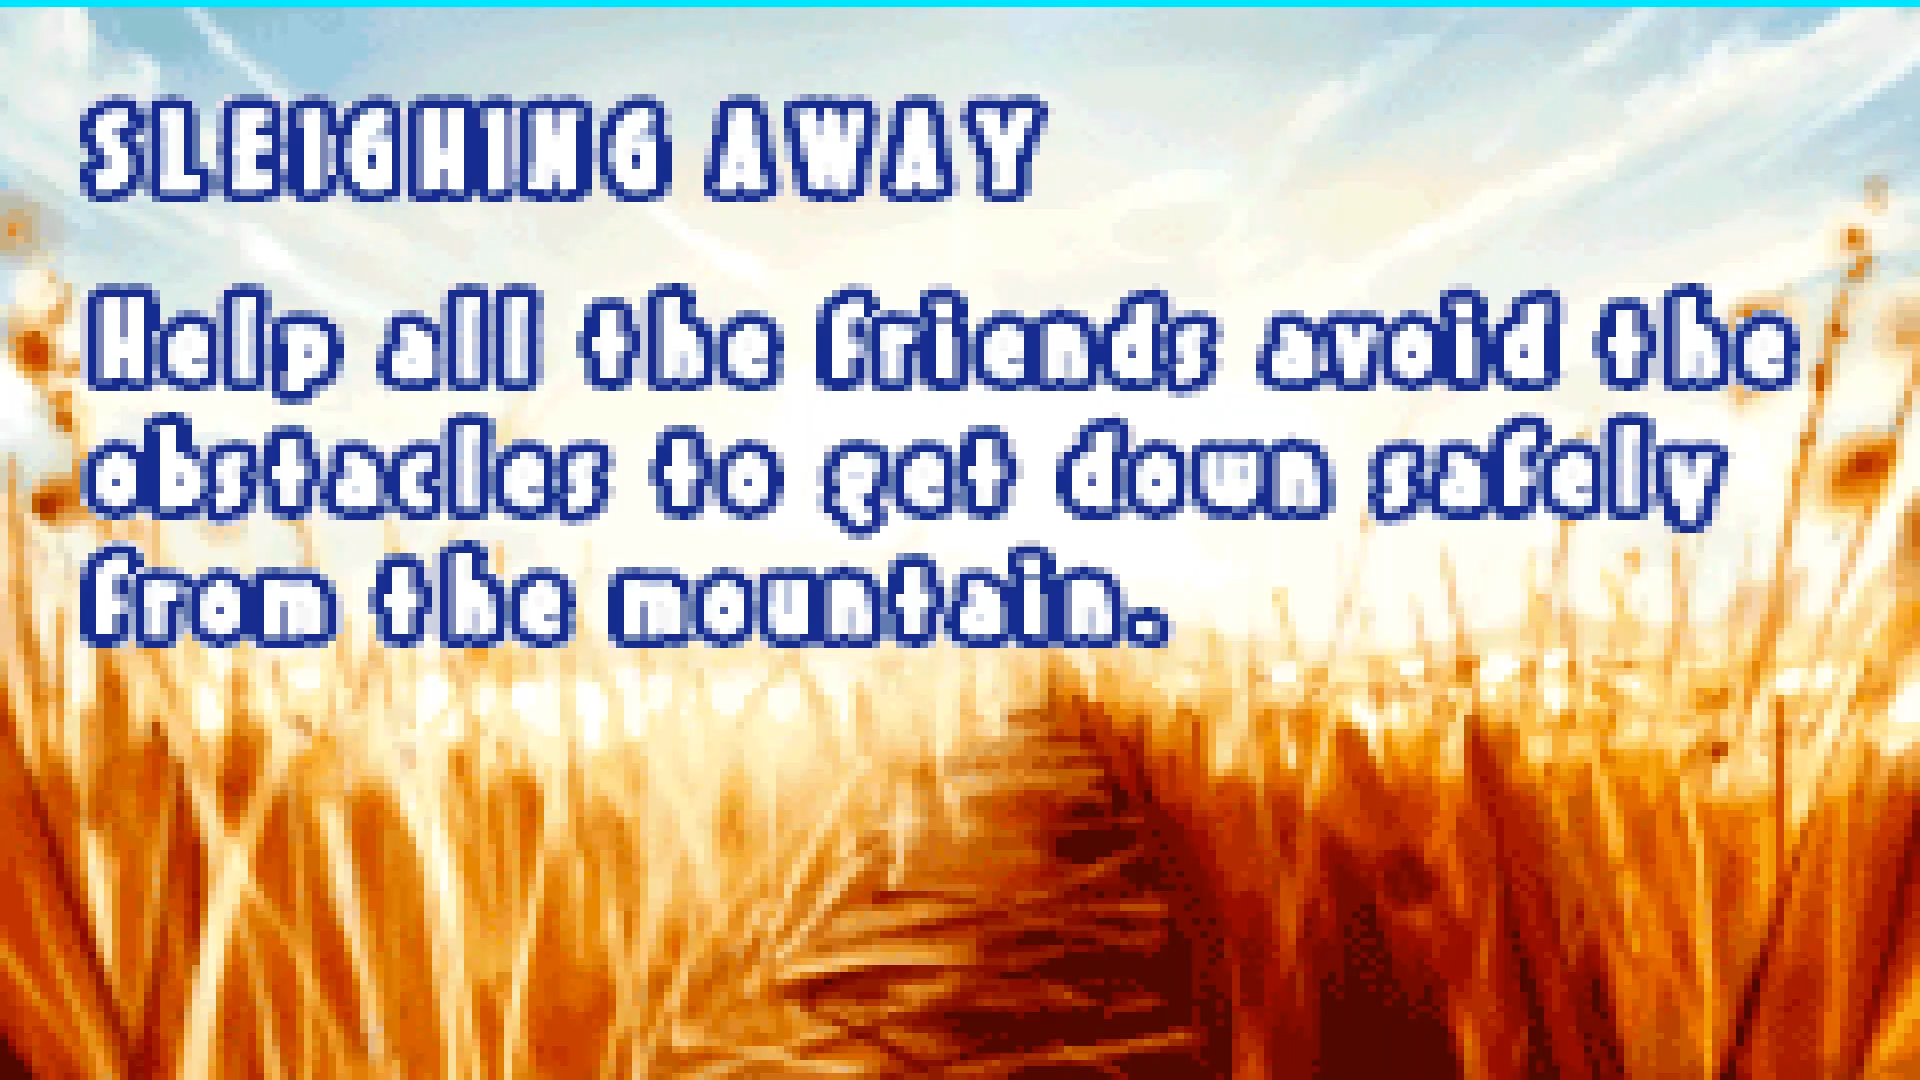 SLEIGHING AWAY
Help all the friends avoid the
obstacles to get down safely
from the mountain.